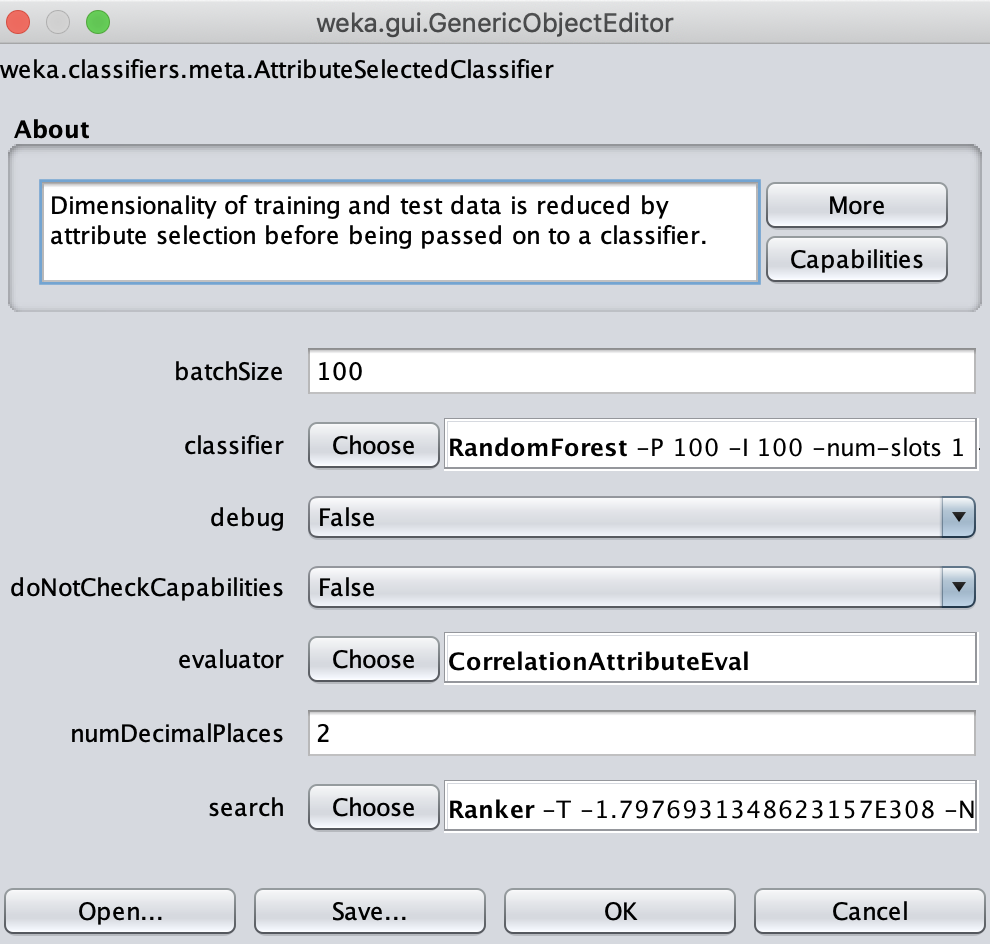 weka.gui.GenericObjectEditor
weka.classifiers.meta.AttributeSelectedClassifier
About
Dimensionality of training and test data is reduced by
attribute selection before being passed on to a classifier.
More
Capabilities
batchSize 100
classifier Choose RandomForest -P 100 -I 100 -num-slots 1
debug False
doNotCheckCapabilities False
evaluator Choose CorrelationAttributeEval
numDecimalPlaces 2
search Choose Ranker -T -1.7976931348623157E308 -N
Open... Save... OK Cancel